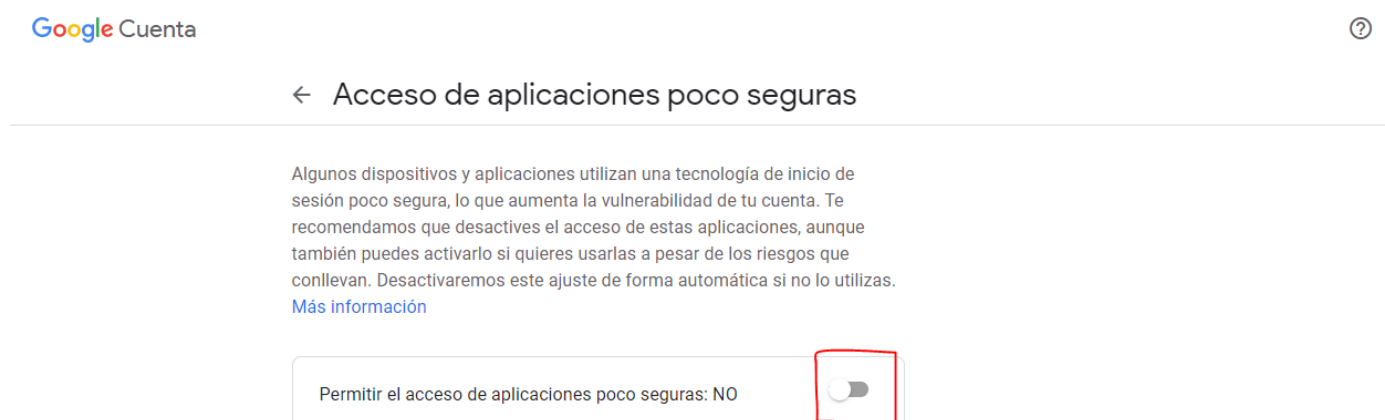 Google Cuenta
Acceso de aplicaciones poco seguras
Algunos dispositivos y aplicaciones utilizan una tecnología de inicio de
sesión poco segura, lo que aumenta la vulnerabilidad de tu cuenta. Te
recomendamos que desactives el acceso de estas aplicaciones, aunque
también puedes activarlo si quieres usarlas a pesar de los riesgos que
conllevan. Desactivaremos este ajuste de forma automática si no lo utilizas.
Más información
Permitir el acceso de aplicaciones poco seguras: NO